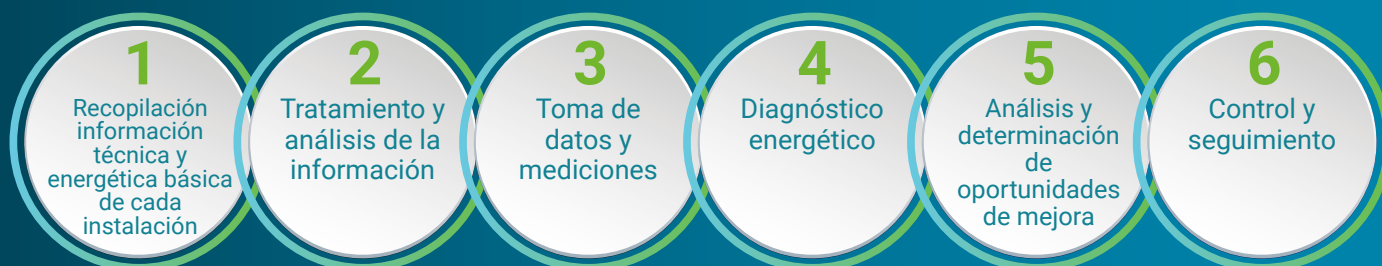 1
Recopilación
información
técnica y
energética básica
de cada
instalación
2
Tratamiento y
análisis de la
información
3
Toma de
datos y
mediciones
4
Diagnóstico
energético
5
Análisis y
determinación
de
oportunidades
de mejora
6
Control y
seguimiento